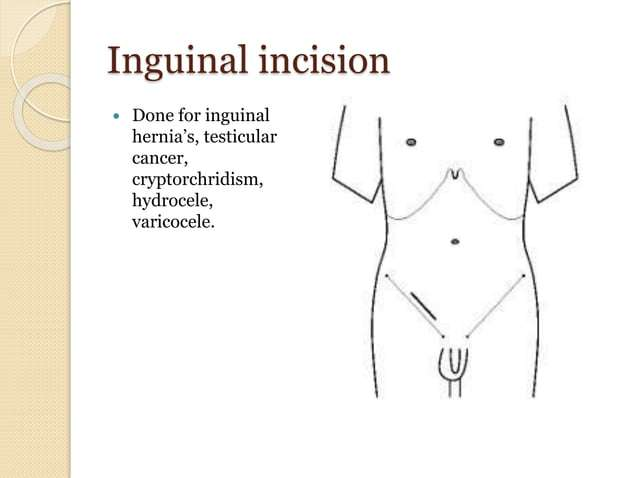 Inguinal incision
Done for inguinal
hernia's, testicular
cancer,
cryptorchridism,
hydrocele,
varicocele.